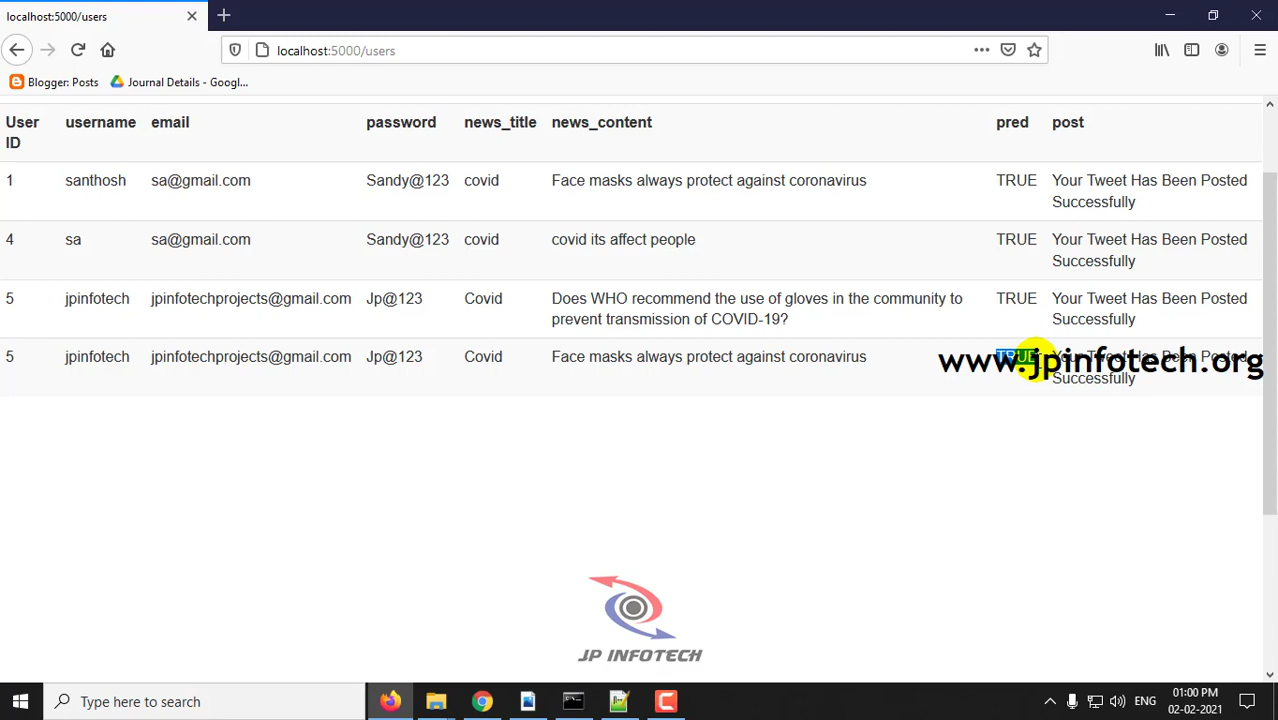 localhost:5000/users
localhost:5000/users
Blogger: Posts
Journal Details - Googl...
User ID username email password news_title news_content pred post
1 santhosh sa@gmail.com Sandy@123 covid Face masks always protect against coronavirus TRUE Your Tweet Has Been Posted
Successfully
4 sa sa@gmail.com Sandy@123 covid covid its affect people TRUE Your Tweet Has Been Posted
Successfully
5 jpinfotech jpinfotechprojects@gmail.com Jp@123 Covid Does WHO recommend the use of gloves in the community to TRUE Your Tweet Has Been Posted
prevent transmission of COVID-19? Successfully
5 jpinfotech jpinfotechprojects@gmail.com Jp@123 Covid Face masks always protect against coronavirus TRUE Your Tweet Has Been Posted
www.jpinfotech.org
Successfully
JP INFOTECH
Type here to search
ENG
01:00 PM
02-02-2021